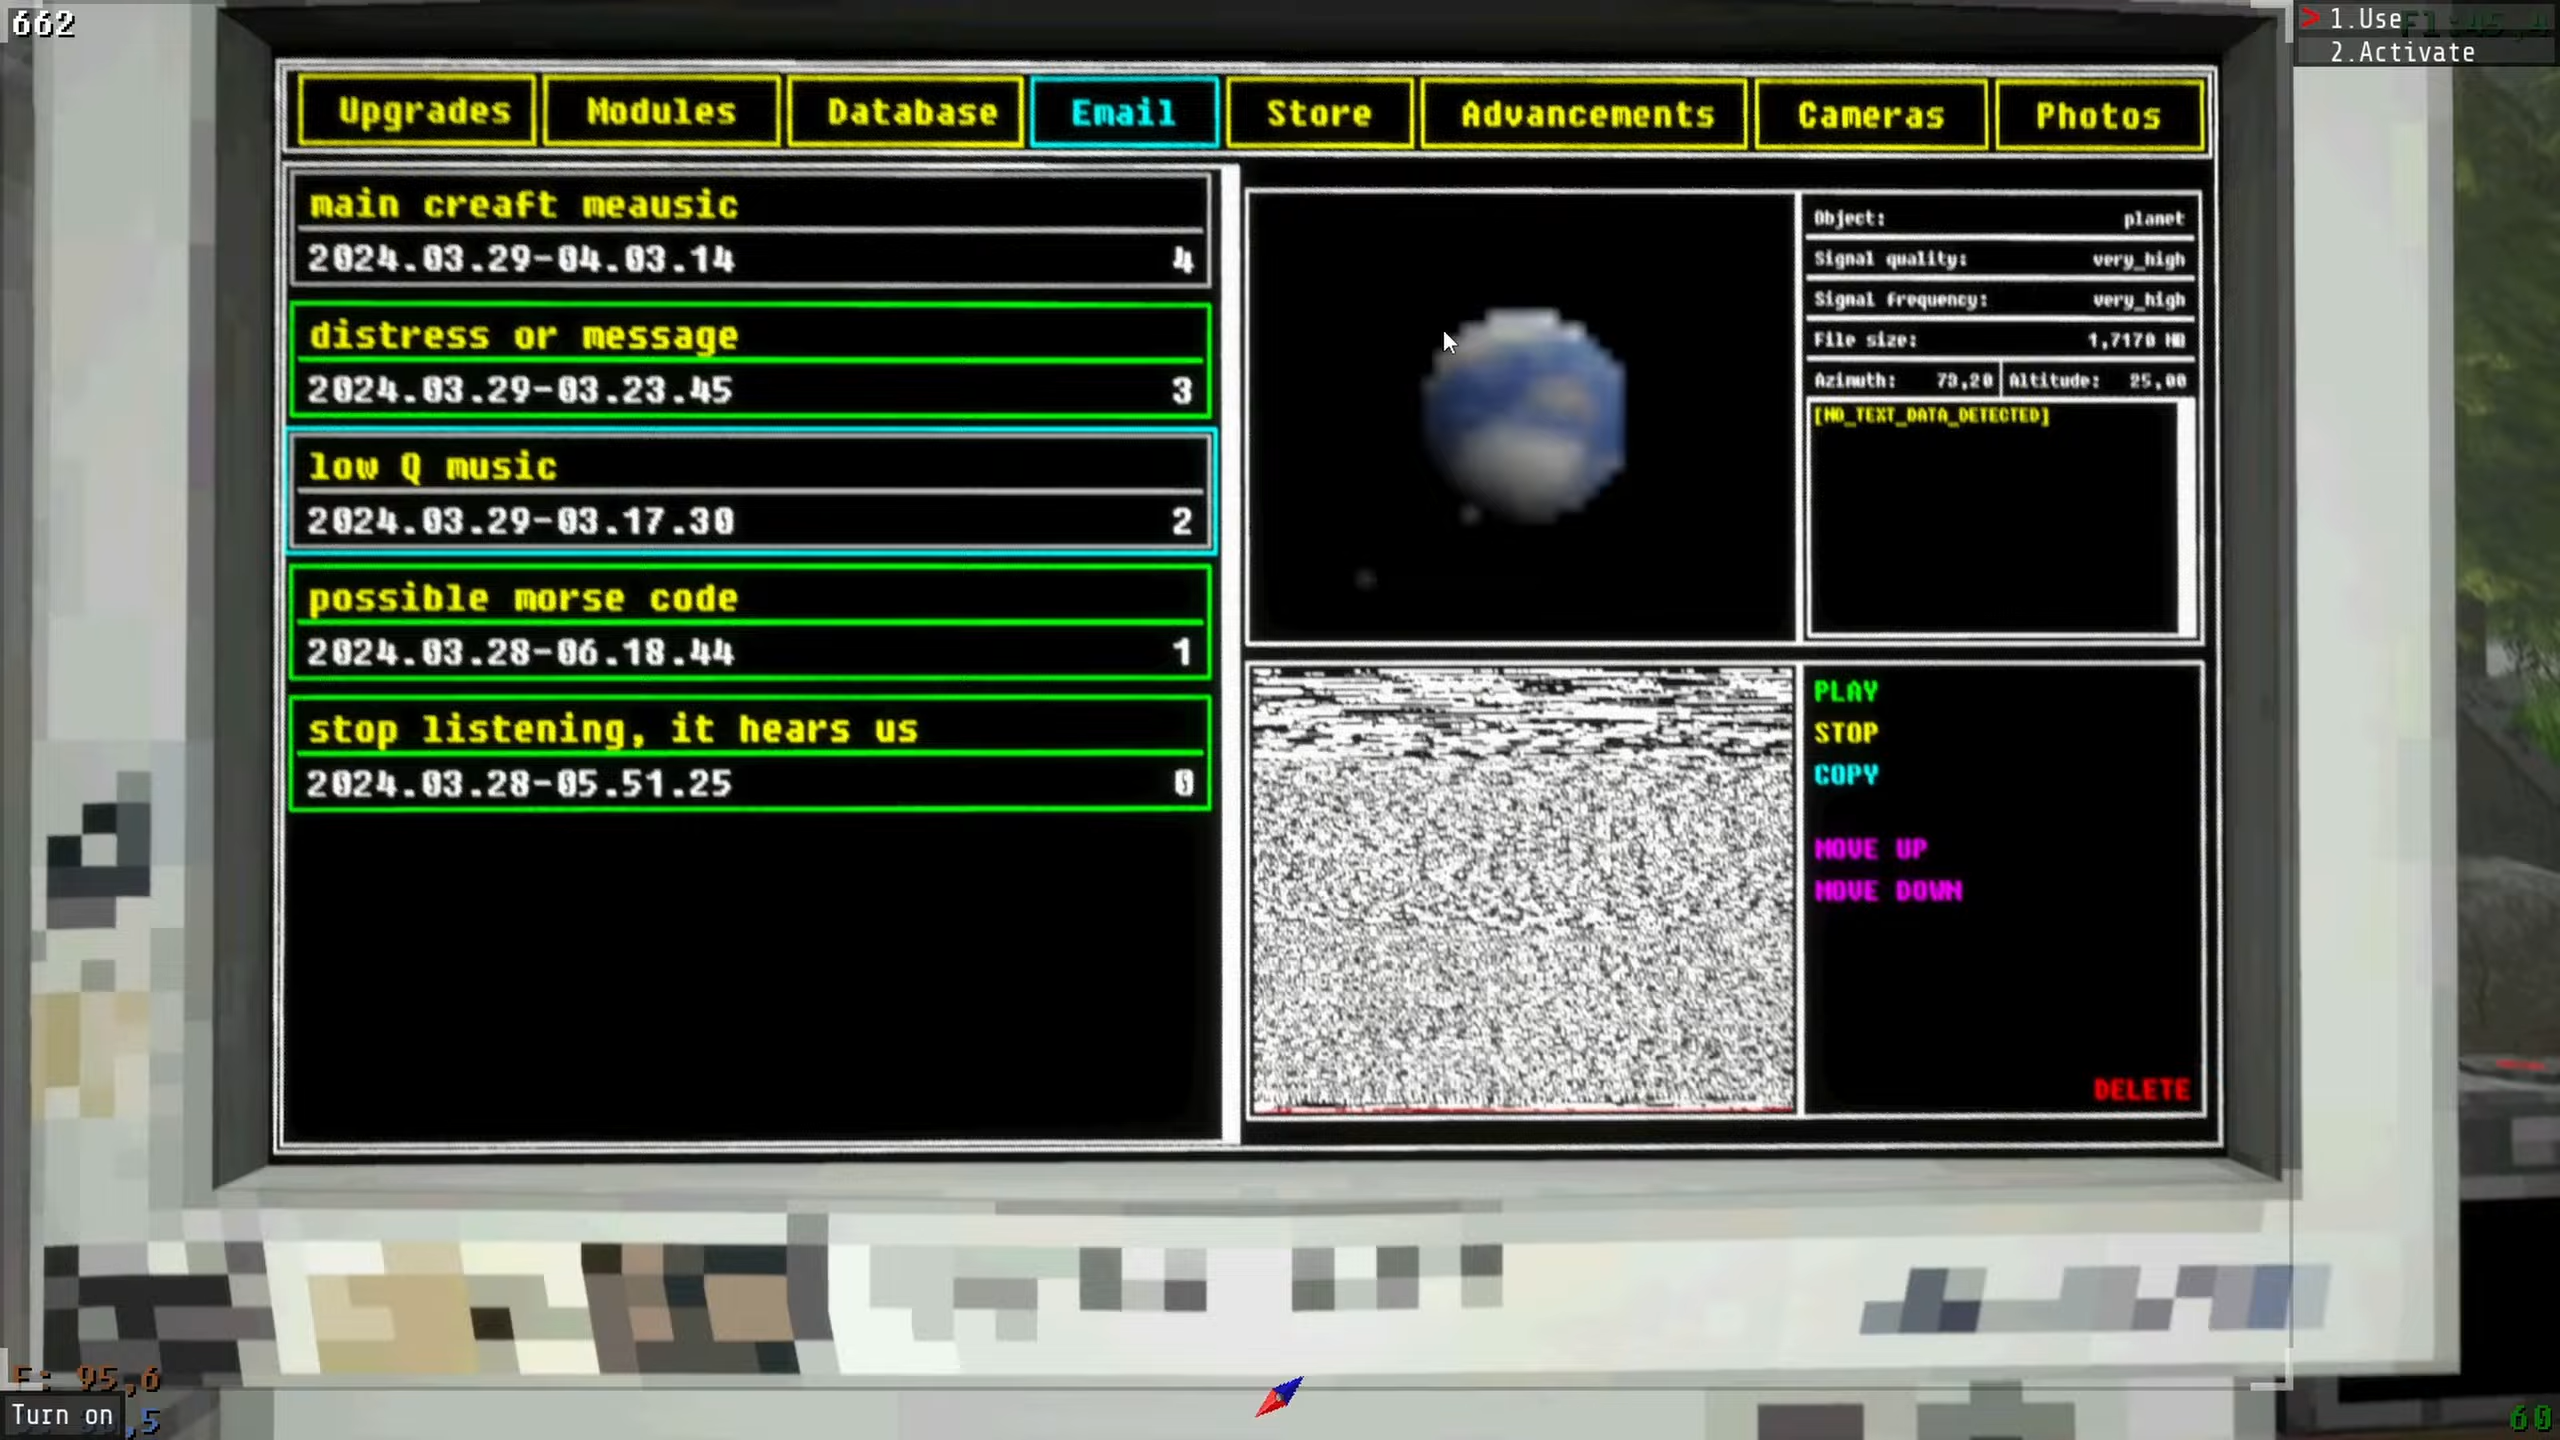 662
> 1.Use
2.Activate
Upgrades Modules Database Email Store Advancements Cameras Photos
main creaft meausic
2024.03.29-04.03.14 4
distress or message
2024.03.29-03.23.45 3
low Q music
2024.03.29-03.17.30 2
possible morse code
2024.03.28-06.18.44 1
stop listening, it hears us
2024.03.28-05.51.25 0
Object: planet
Signal quality: very_high
Signal frequency: very_high
File size: 1,7170 MB
Azimuth: 73,20 Altitude: 25,00
[NO_TEXT_DATA_DETECTED]
PLAY
STOP
COPY
MOVE UP
MOVE DOWN
DELETE
F: 95,6
Turn on
60